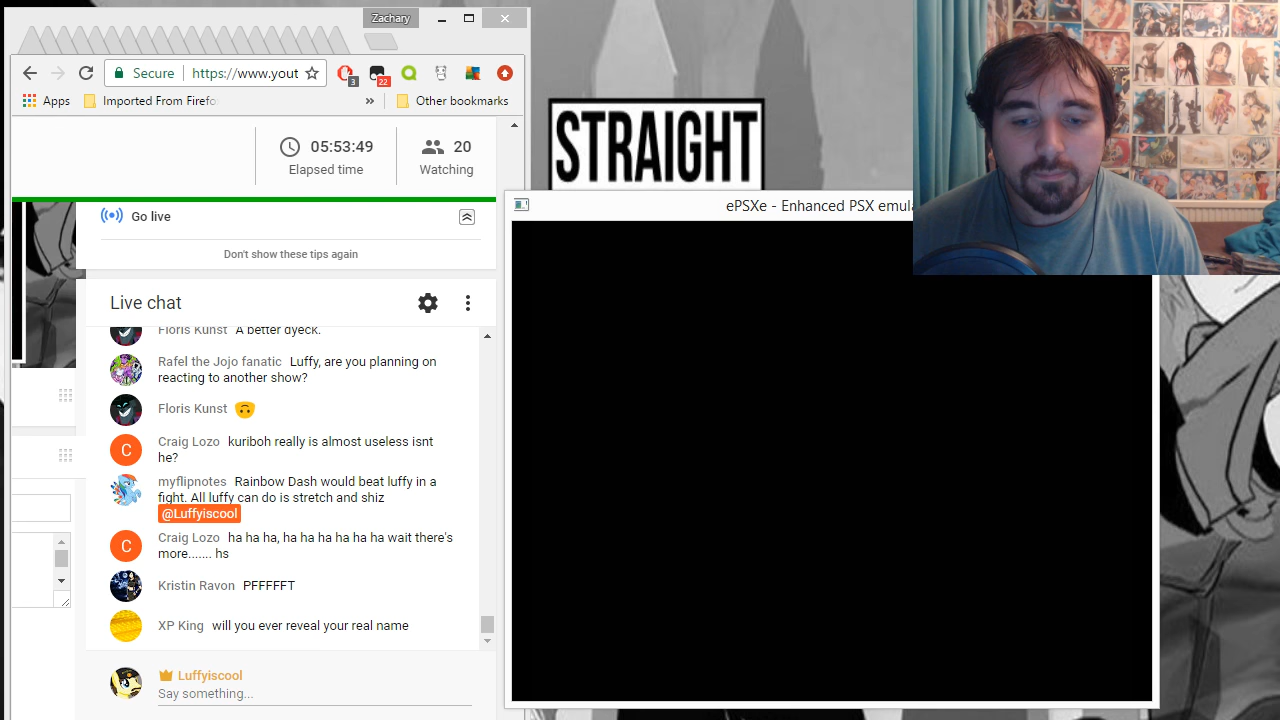 Zachary
Secure
https://www.yout
3
22
Apps
Imported From Firefo
»
Other bookmarks
05:53:49
Elapsed time
20
Watching
Go live
Don't show these tips again
Live chat
Floris Kunst A better dyeck.
Rafel the Jojo fanatic Luffy, are you planning on
reacting to another show?
Floris Kunst 🙃
C
Craig Lozo kuriboh really is almost useless isnt
he?
myflipnotes Rainbow Dash would beat luffy in a
fight. All luffy can do is stretch and shiz
@Luffyiscool
C
Craig Lozo ha ha ha, ha ha ha ha ha ha wait there's
more....... hs
Kristin Ravon PFFFFFT
XP King will you ever reveal your real name
Luffyiscool
Say something...
STRAIGHT
ePSXe - Enhanced PSX emula